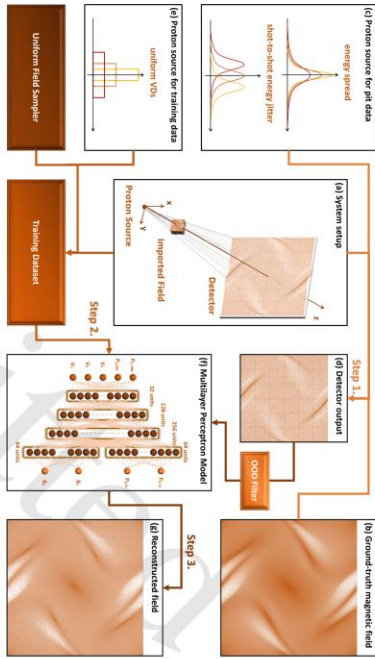 (c) Proton source for pit data
energy spread
shot-to-shot energy jitter
(e) Proton source for training data
uniform VDs
Uniform Field Sampler
(a) System setup
x
y
z
Proton Source
Imported Field
Detector
Training Dataset
Step 1.
Step 2.
(d) Detector output
OOD Filter
(f) Multilayer Perceptron Model
32 units
128 units
256 units
64 units
64 units
(b) Ground-truth magnetic field
Step 3.
(g) Reconstructed field